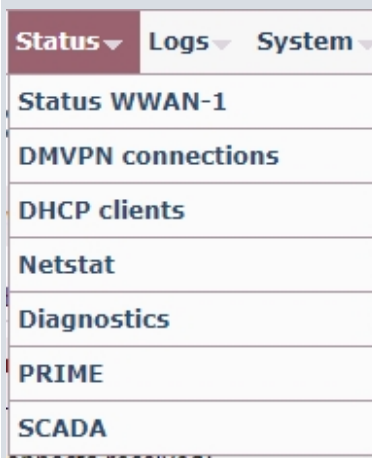 Status Logs System
Status WWAN-1
DMVPN connections
DHCP clients
Netstat
Diagnostics
PRIME
SCADA